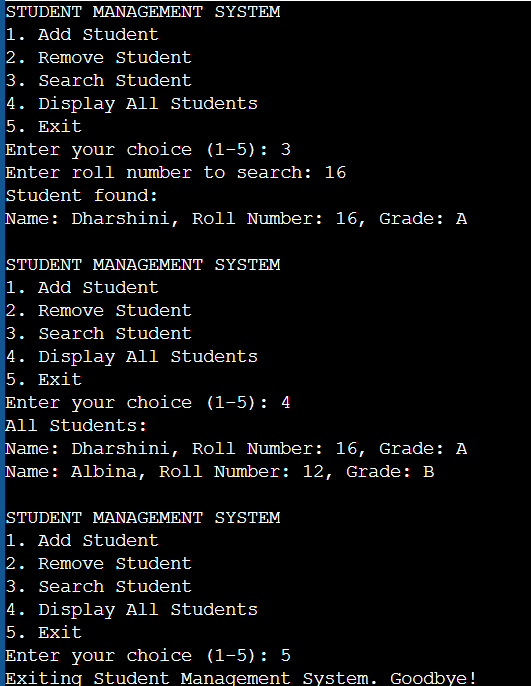 STUDENT MANAGEMENT SYSTEM
1. Add Student
2. Remove Student
3. Search Student
4. Display All Students
5. Exit
Enter your choice (1-5): 3
Enter roll number to search: 16
Student found:
Name: Dharshini, Roll Number: 16, Grade: A
STUDENT MANAGEMENT SYSTEM
1. Add Student
2. Remove Student
3. Search Student
4. Display All Students
5. Exit
Enter your choice (1-5): 4
All Students:
Name: Dharshini, Roll Number: 16, Grade: A
Name: Albina, Roll Number: 12, Grade: B
STUDENT MANAGEMENT SYSTEM
1. Add Student
2. Remove Student
3. Search Student
4. Display All Students
5. Exit
Enter your choice (1-5): 5
Exiting Student Management System. Goodbye!